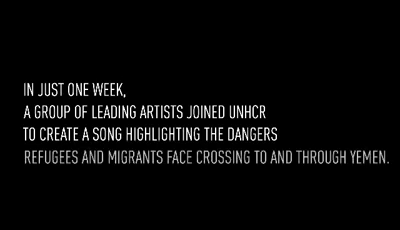 IN JUST ONE WEEK,
A GROUP OF LEADING ARTISTS JOINED UNHCR
TO CREATE A SONG HIGHLIGHTING THE DANGERS
REFUGEES AND MIGRANTS FACE CROSSING TO AND THROUGH YEMEN.